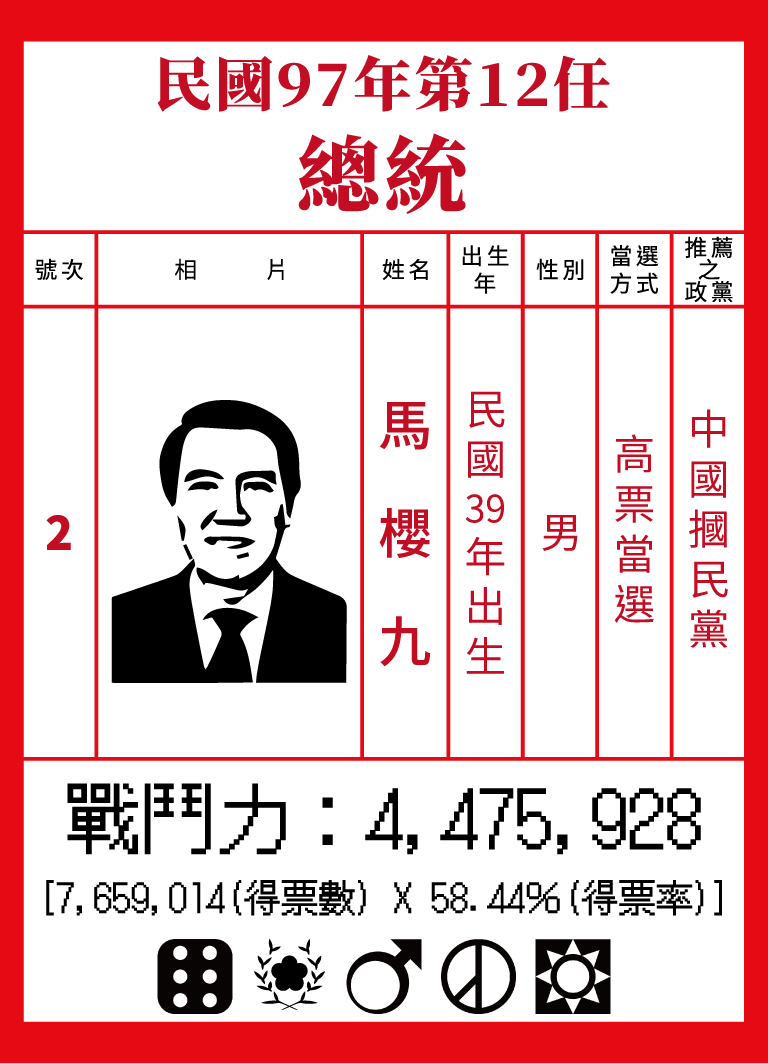 民國97年第12任
總統
號次
相 片
姓名
出生
年
性別
當選
方式
推薦
之
政黨
2
馬櫻九
民國39年出生
男
高票當選
中國摑民黨
戰鬥力：4,475,928
[7,659,014(得票數) X 58.44%(得票率)]